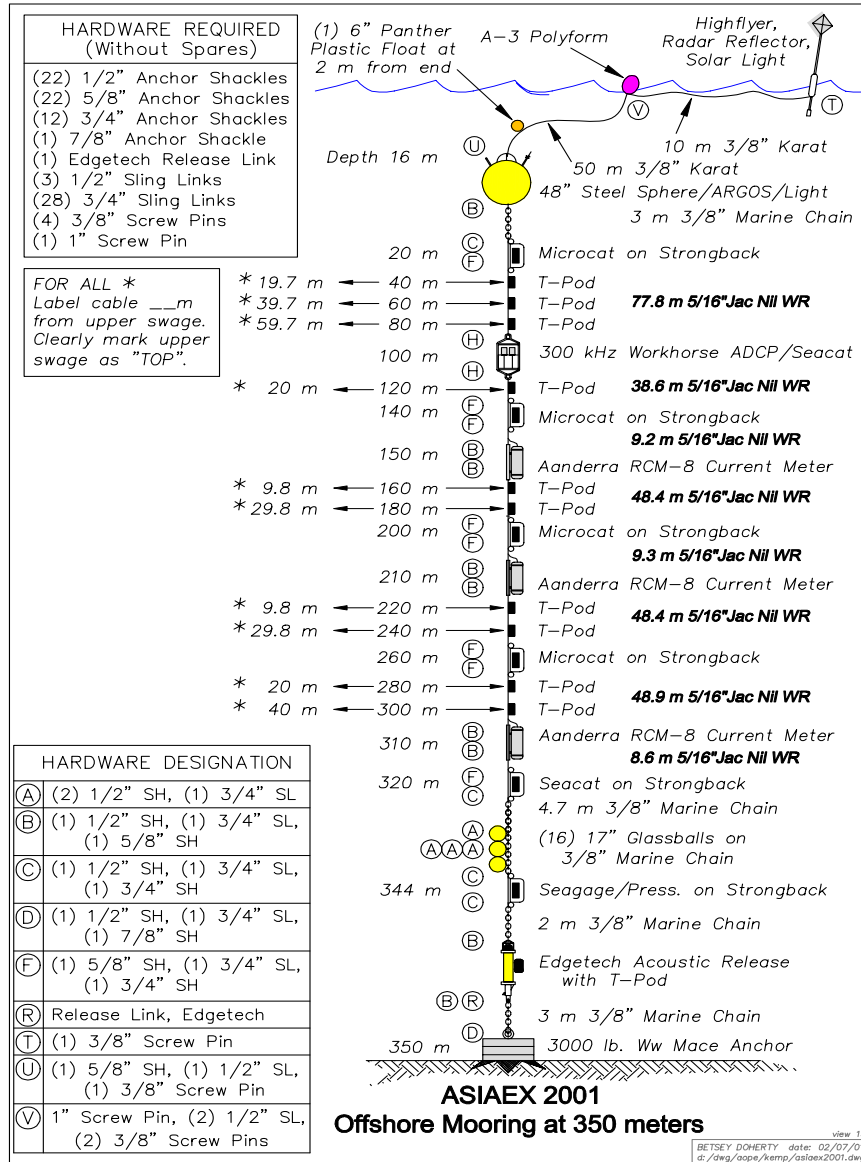 HARDWARE REQUIRED
(Without Spares)
(22) 1/2" Anchor Shackles
(22) 5/8" Anchor Shackles
(12) 3/4" Anchor Shackles
(1) 7/8" Anchor Shackle
(1) Edgetech Release Link
(3) 1/2" Sling Links
(28) 3/4" Sling Links
(4) 3/8" Screw Pins
(1) 1" Screw Pin
FOR ALL *
Label cable __m
from upper swage.
Clearly mark upper
swage as "TOP".
(1) 6" Panther
Plastic Float at
2 m from end
A-3 Polyform
Highflyer,
Radar Reflector,
Solar Light
V
T
10 m 3/8" Karat
50 m 3/8" Karat
Depth 16 m
U
48" Steel Sphere/ARGOS/Light
B
3 m 3/8" Marine Chain
20 m C F Microcat on Strongback
* 19.7 m 40 m T-Pod
* 39.7 m 60 m T-Pod 77.8 m 5/16"Jac Nil WR
* 59.7 m 80 m T-Pod
H
100 m 300 kHz Workhorse ADCP/Seacat
H
* 20 m 120 m T-Pod 38.6 m 5/16"Jac Nil WR
140 m F F Microcat on Strongback
9.2 m 5/16"Jac Nil WR
150 m B B Aanderra RCM-8 Current Meter
* 9.8 m 160 m T-Pod 48.4 m 5/16"Jac Nil WR
* 29.8 m 180 m T-Pod
200 m F F Microcat on Strongback
9.3 m 5/16"Jac Nil WR
210 m B B Aanderra RCM-8 Current Meter
* 9.8 m 220 m T-Pod 48.4 m 5/16"Jac Nil WR
* 29.8 m 240 m T-Pod
260 m F F Microcat on Strongback
* 20 m 280 m T-Pod 48.9 m 5/16"Jac Nil WR
* 40 m 300 m T-Pod
310 m B B Aanderra RCM-8 Current Meter
8.6 m 5/16"Jac Nil WR
320 m F C Seacat on Strongback
4.7 m 3/8" Marine Chain
A
A A A (16) 17" Glassballs on
3/8" Marine Chain
C
344 m Seagage/Press. on Strongback
C
2 m 3/8" Marine Chain
B
Edgetech Acoustic Release
with T-Pod
B R
3 m 3/8" Marine Chain
D
350 m 3000 lb. Ww Mace Anchor
HARDWARE DESIGNATION
A (2) 1/2" SH, (1) 3/4" SL
B (1) 1/2" SH, (1) 3/4" SL,
(1) 5/8" SH
C (1) 1/2" SH, (1) 3/4" SL,
(1) 3/4" SH
D (1) 1/2" SH, (1) 3/4" SL,
(1) 7/8" SH
F (1) 5/8" SH, (1) 3/4" SL,
(1) 3/4" SH
R Release Link, Edgetech
T (1) 3/8" Screw Pin
U (1) 5/8" SH, (1) 1/2" SL,
(1) 3/8" Screw Pin
V 1" Screw Pin, (2) 1/2" SL,
(2) 3/8" Screw Pins
ASIAEX 2001
Offshore Mooring at 350 meters
view 1
BETSEY DOHERTY date: 02/07/0
d:/dwg/aope/kemp/asiaex2001.dw